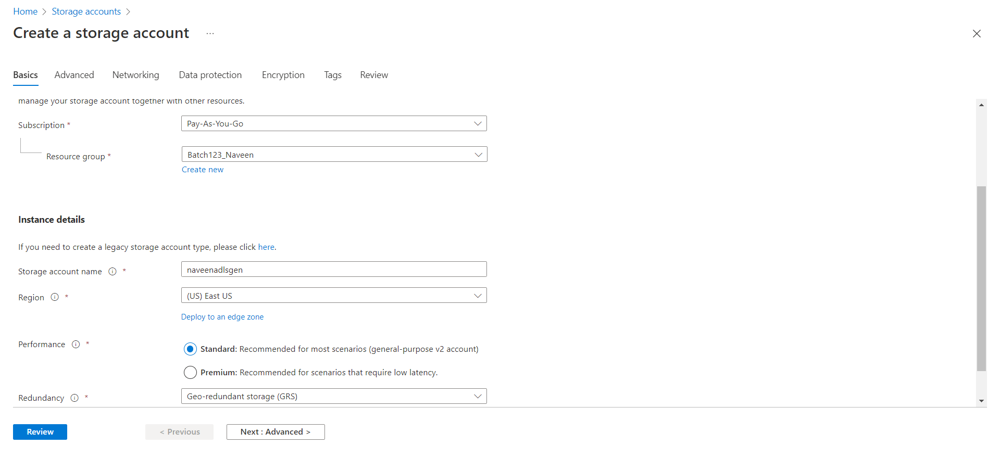 Home > Storage accounts >
Create a storage account ...
Basics Advanced Networking Data protection Encryption Tags Review
manage your storage account together with other resources.
Subscription * Pay-As-You-Go
Resource group * Batch123_Naveen
Create new
Instance details
If you need to create a legacy storage account type, please click here.
Storage account name * naveenadlsgen
Region * (US) East US
Deploy to an edge zone
Performance * Standard: Recommended for most scenarios (general-purpose v2 account)
Premium: Recommended for scenarios that require low latency.
Redundancy * Geo-redundant storage (GRS)
Review < Previous Next : Advanced >